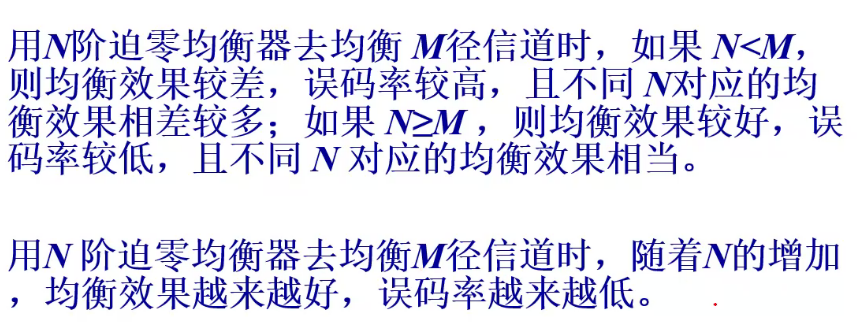 用N阶迫零均衡器去均衡 M径信道时，如果 N<M，
则均衡效果较差，误码率较高，且不同 N对应的均
衡效果相差较多；如果 N≥M ，则均衡效果较好，误
码率较低，且不同 N 对应的均衡效果相当。
用N 阶迫零均衡器去均衡M径信道时，随着N的增加
，均衡效果越来越好，误码率越来越低。